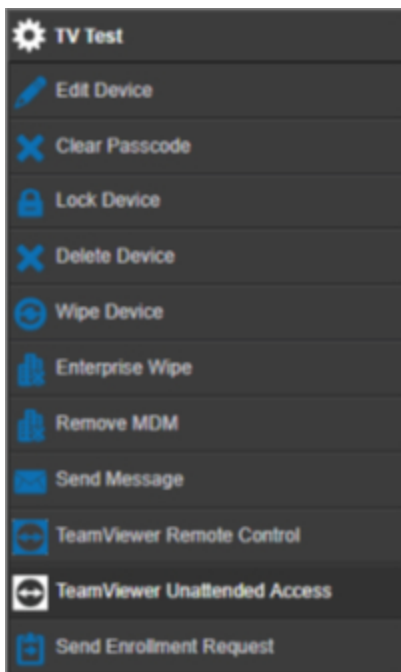 TV Test
Edit Device
Clear Passcode
Lock Device
Delete Device
Wipe Device
Enterprise Wipe
Remove MDM
Send Message
TeamViewer Remote Control
TeamViewer Unattended Access
Send Enrollment Request